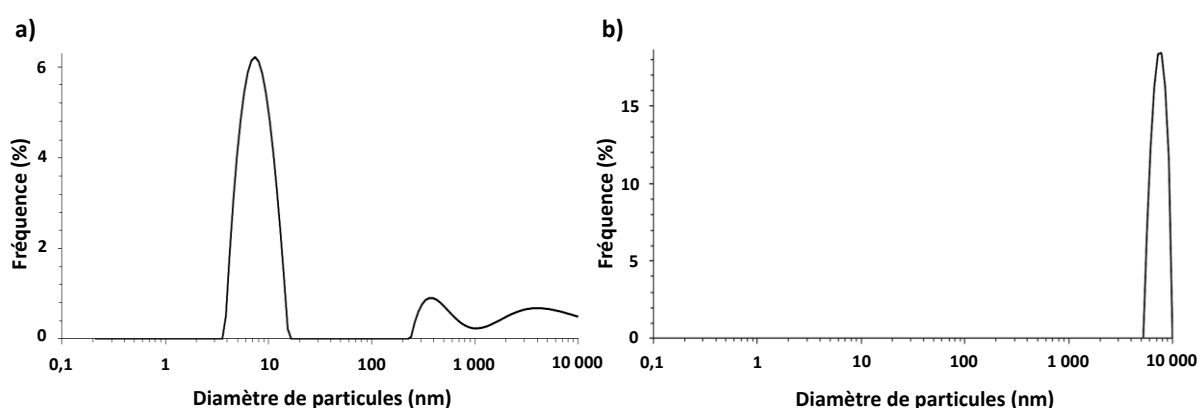 a)
Fréquence (%)
6
4
2
0
0,1 1 10 100 1 000 10 000
Diamètre de particules (nm)
b)
Fréquence (%)
15
10
5
0
0,1 1 10 100 1 000 10 000
Diamètre de particules (nm)